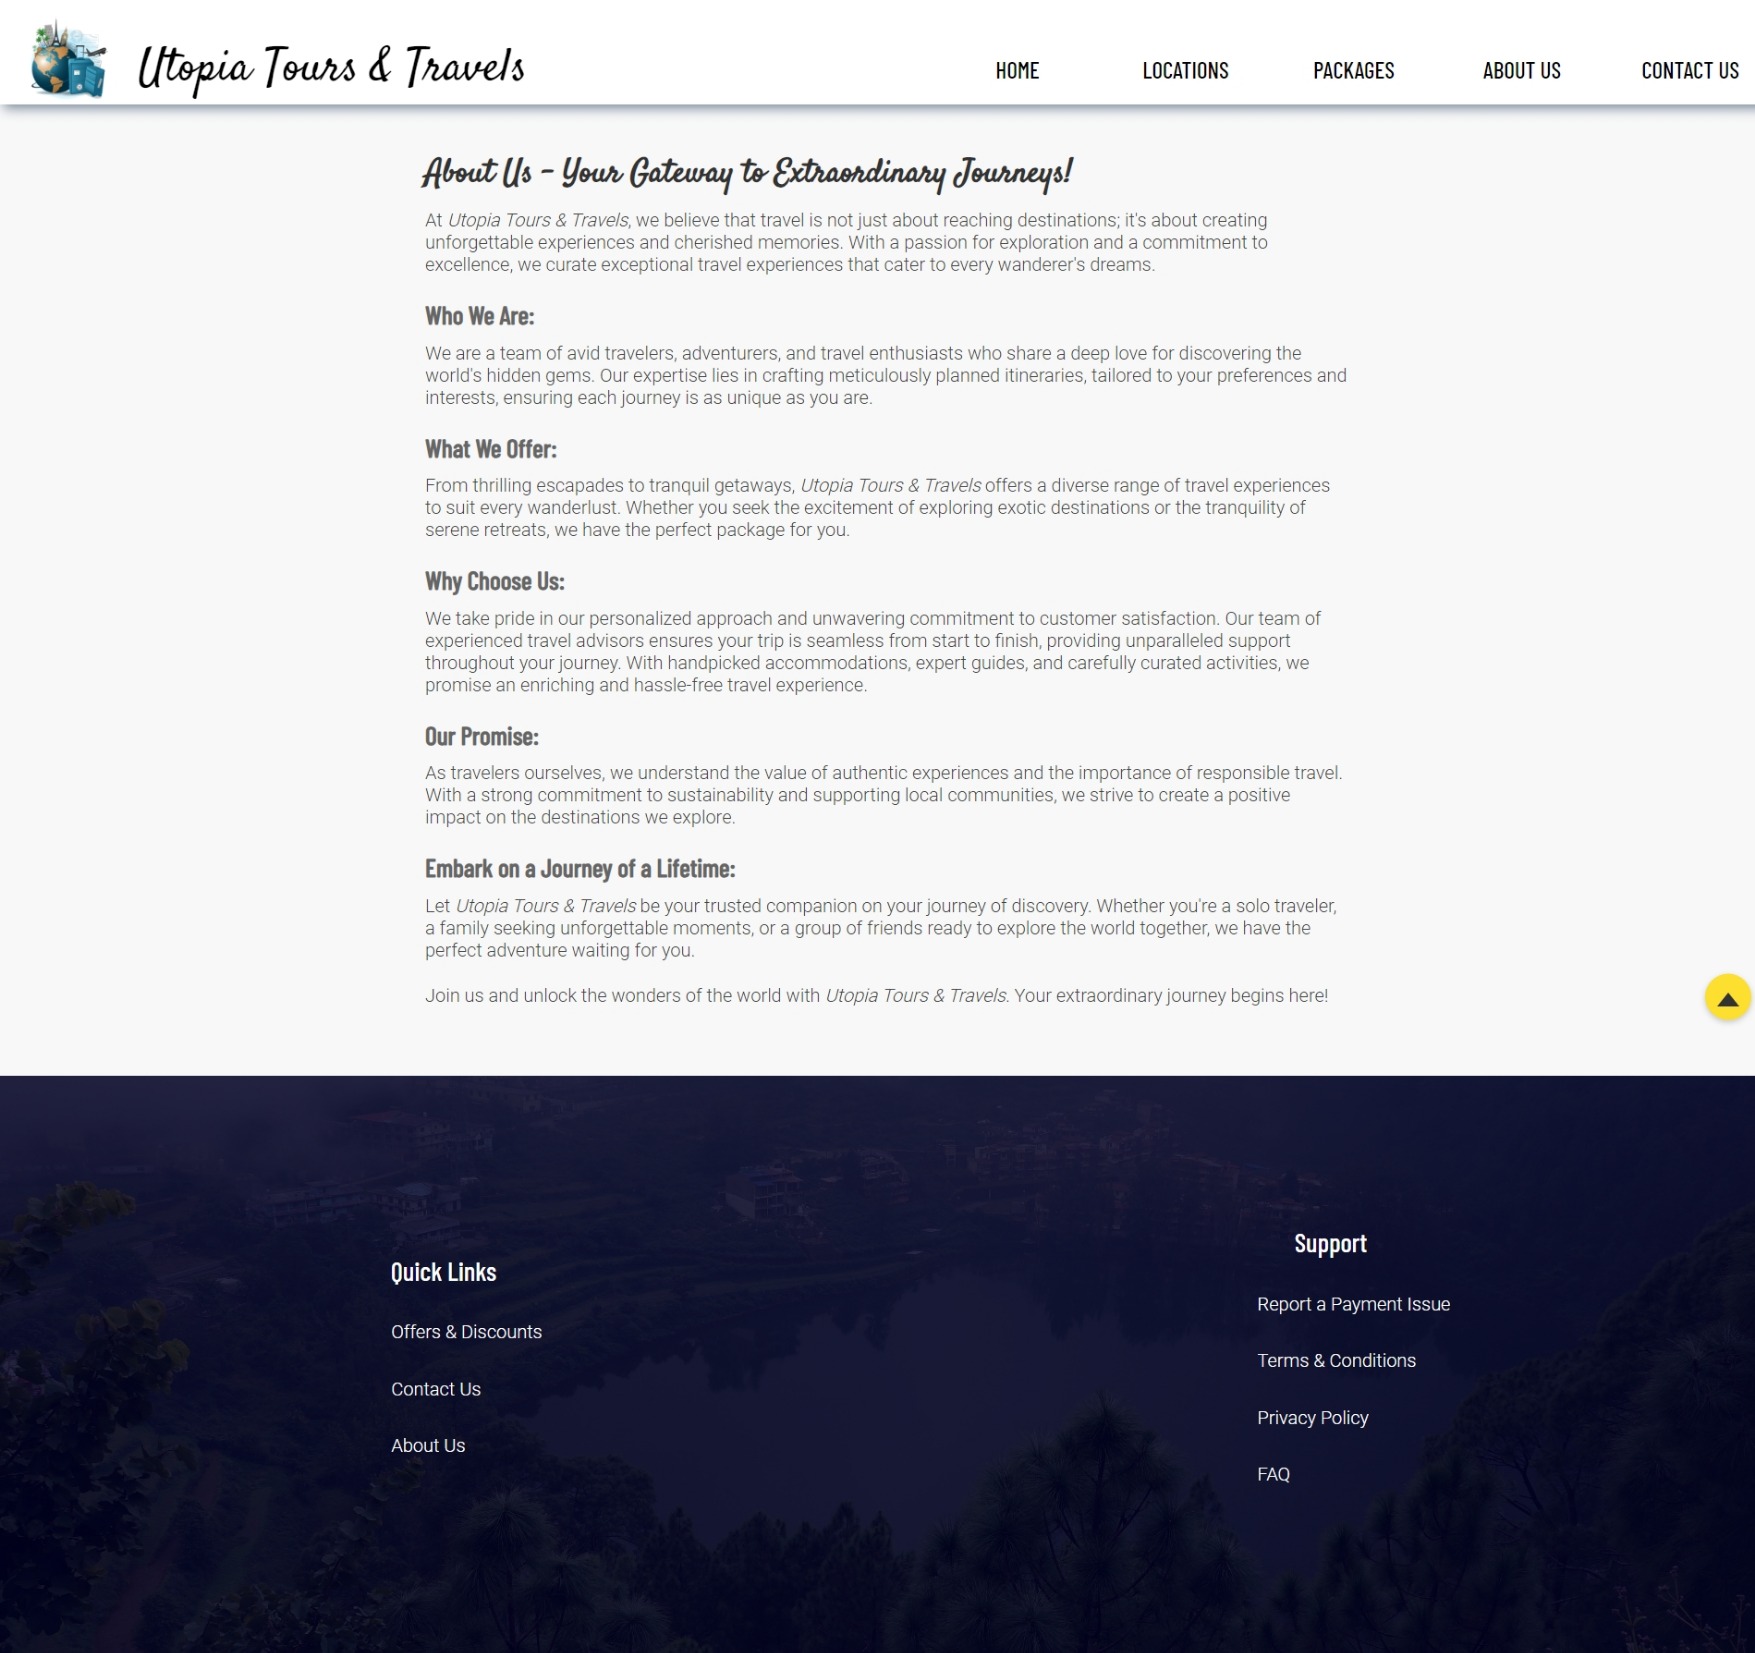 Utopia Tours & Travels
HOME
LOCATIONS
PACKAGES
ABOUT US
CONTACT US
About Us - Your Gateway to Extraordinary Journeys!
At Utopia Tours & Travels, we believe that travel is not just about reaching destinations; it's about creating
unforgettable experiences and cherished memories. With a passion for exploration and a commitment to
excellence, we curate exceptional travel experiences that cater to every wanderer's dreams.
Who We Are:
We are a team of avid travelers, adventurers, and travel enthusiasts who share a deep love for discovering the
world's hidden gems. Our expertise lies in crafting meticulously planned itineraries, tailored to your preferences and
interests, ensuring each journey is as unique as you are.
What We Offer:
From thrilling escapades to tranquil getaways, Utopia Tours & Travels offers a diverse range of travel experiences
to suit every wanderlust. Whether you seek the excitement of exploring exotic destinations or the tranquility of
serene retreats, we have the perfect package for you.
Why Choose Us:
We take pride in our personalized approach and unwavering commitment to customer satisfaction. Our team of
experienced travel advisors ensures your trip is seamless from start to finish, providing unparalleled support
throughout your journey. With handpicked accommodations, expert guides, and carefully curated activities, we
promise an enriching and hassle-free travel experience.
Our Promise:
As travelers ourselves, we understand the value of authentic experiences and the importance of responsible travel.
With a strong commitment to sustainability and supporting local communities, we strive to create a positive
impact on the destinations we explore.
Embark on a Journey of a Lifetime:
Let Utopia Tours & Travels be your trusted companion on your journey of discovery. Whether you're a solo traveler,
a family seeking unforgettable moments, or a group of friends ready to explore the world together, we have the
perfect adventure waiting for you.
Join us and unlock the wonders of the world with Utopia Tours & Travels. Your extraordinary journey begins here!
Quick Links
Offers & Discounts
Contact Us
About Us
Support
Report a Payment Issue
Terms & Conditions
Privacy Policy
FAQ